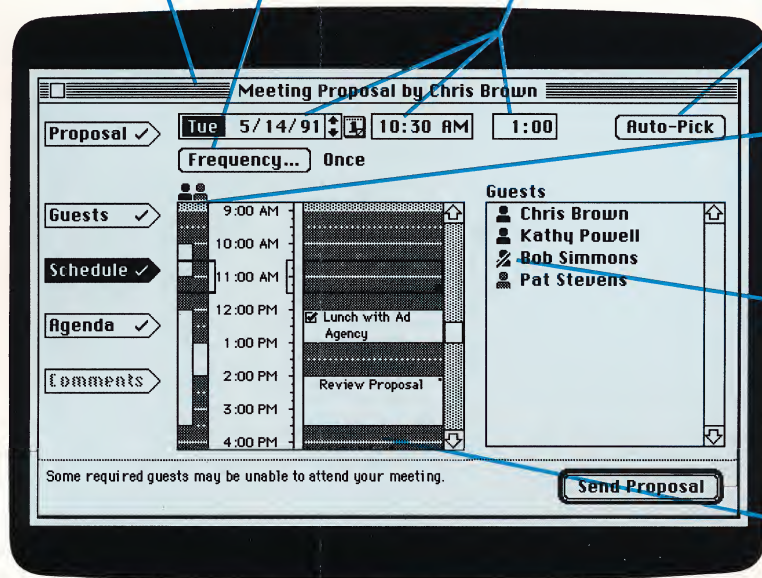 Meeting Proposal by Chris Brown
Proposal ✓
Tue 5/14/91 10:30 AM 1:00 Auto-Pick
Frequency... Once
Guests ✓
Schedule ✓
Agenda ✓
Comments
9:00 AM
10:00 AM
11:00 AM
12:00 PM
1:00 PM
2:00 PM
3:00 PM
4:00 PM
Lunch with Ad
Agency
Review Proposal
Guests
Chris Brown
Kathy Powell
Bob Simmons
Pat Stevens
Some required guests may be unable to attend your meeting.
Send Proposal